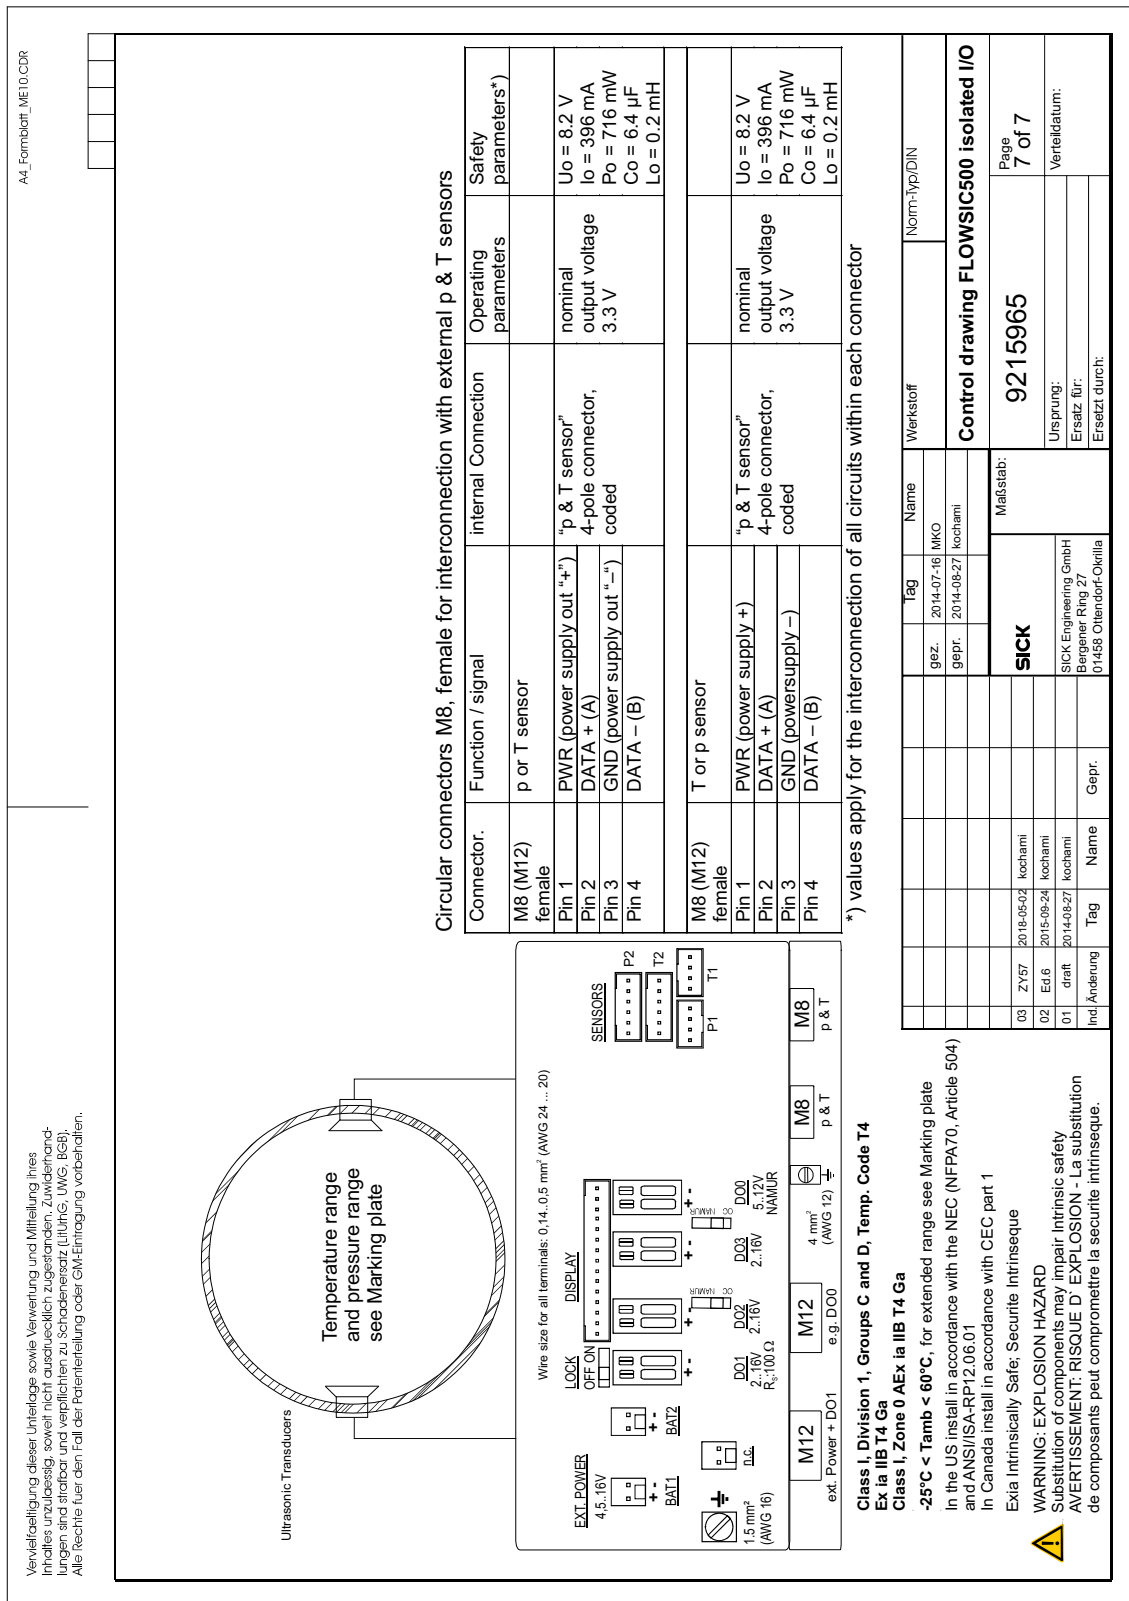 A4_Formblatt_ME10.CDR
Vervielfaeltigung dieser Unterlage sowie Verwertung und Mitteilung ihres
Inhaltes unzulaessig, soweit nicht ausdruecklich zugestanden. Zuwiderhand-
lungen sind strafbar und verpflichten zu Schadenersatz (LitUrhG, UWG, BGB).
Alle Rechte fuer den Fall der Patenterteilung oder GM-Eintragung vorbehalten.
Ultrasonic Transducers
Temperature range
and pressure range
see Marking plate
Wire size for all terminals: 0,14..0,5 mm² (AWG 24 ... 20)
EXT. POWER
4,5..16V
+ -
BAT1
+ -
BAT2
LOCK
OFF ON
DISPLAY
SENSORS
P2
T2
P1
T1
1.5 mm²
(AWG 16)
n.c.
+ -
DO1
2..16V
Rs:100 Ω
+ -
DO2
2..16V
OC NAMUR
+ -
DO3
2..16V
OC NAMUR
+ -
DO0
5..12V
NAMUR
M12
ext. Power + DO1
M12
e.g. DO0
4 mm²
(AWG 12)
M8
p & T
M8
p & T
Circular connectors M8, female for interconnection with external p & T sensors
Connector. Function / signal internal Connection Operating parameters Safety parameters*)
M8 (M12) female p or T sensor
Pin 1 PWR (power supply out “+”)
Pin 2 DATA + (A)
Pin 3 GND (power supply out “–“)
Pin 4 DATA – (B)
“p & T sensor”
4-pole connector,
coded
nominal
output voltage
3.3 V
Uo = 8.2 V
Io = 396 mA
Po = 716 mW
Co = 6.4 µF
Lo = 0.2 mH
M8 (M12) female T or p sensor
Pin 1 PWR (power supply +)
Pin 2 DATA + (A)
Pin 3 GND (powersupply –)
Pin 4 DATA – (B)
“p & T sensor”
4-pole connector,
coded
nominal
output voltage
3.3 V
Uo = 8.2 V
Io = 396 mA
Po = 716 mW
Co = 6.4 µF
Lo = 0.2 mH
*) values apply for the interconnection of all circuits within each connector
Class I, Division 1, Groups C and D, Temp. Code T4
Ex ia IIB T4 Ga
Class I, Zone 0 AEx ia IIB T4 Ga
-25°C < Tamb < 60°C, for extended range see Marking plate
In the US install in accordance with the NEC (NFPA70, Article 504)
and ANSI/ISA-RP12.06.01
In Canada install in accordance with CEC part 1
Exia Intrinsically Safe; Securite Intrinseque
WARNING: EXPLOSION HAZARD
Substitution of components may impair Intrinsic safety
AVERTISSEMENT: RISQUE D` EXPLOSION - La substitution
de composants peut compromettre la securite intrinseque.
03 ZY57 2018-05-02 kochami
02 Ed.6 2015-09-24 kochami
01 draft 2014-08-27 kochami
Ind. Änderung Tag Name Gepr.
Tag Name
gez. 2014-07-16 MKO
gepr. 2014-08-27 kochami
SICK
SICK Engineering GmbH
Bergener Ring 27
01458 Ottendorf-Okrilla
Maßstab:
Werkstoff
Norm-Typ/DIN
Control drawing FLOWSIC500 isolated I/O
9215965
Page
7 of 7
Ursprung:
Ersatz für:
Ersetzt durch:
Verteildatum: